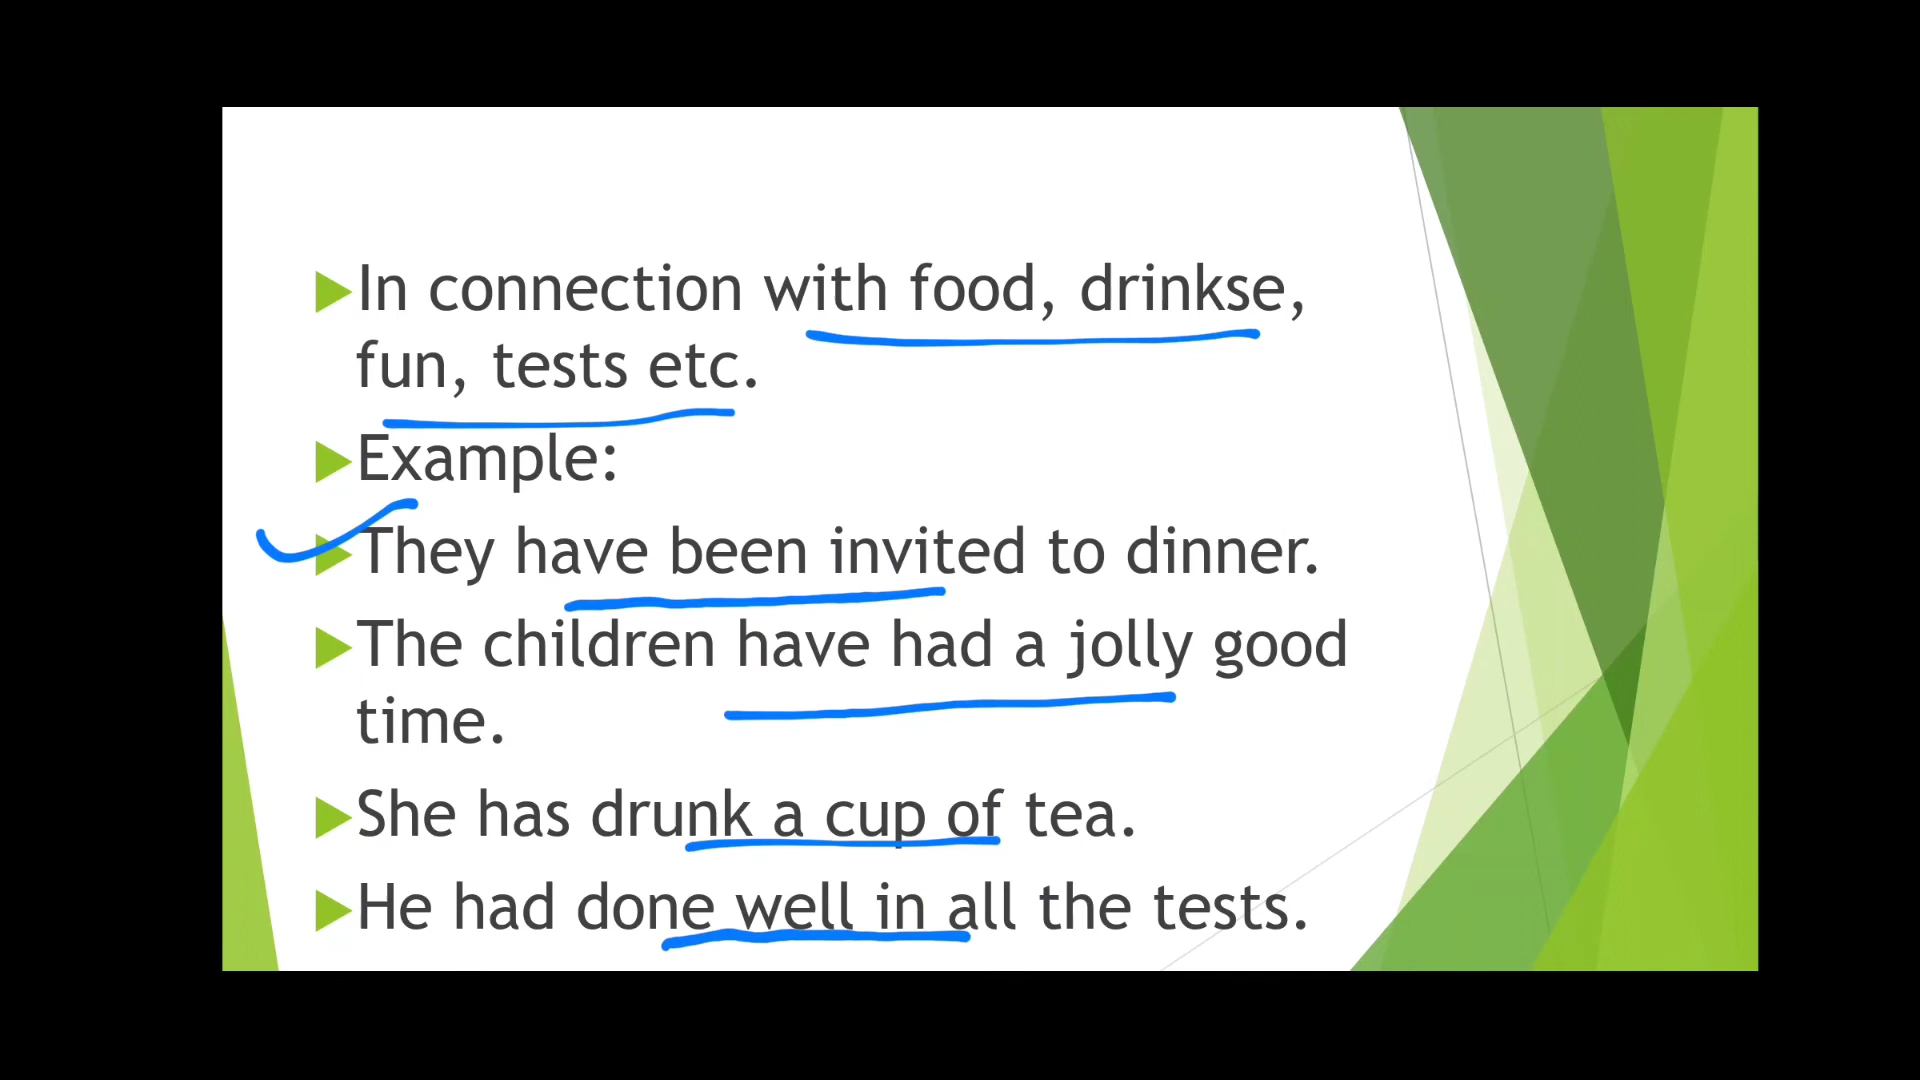 In connection with food, drinkse,
fun, tests etc.
Example:
They have been invited to dinner.
The children have had a jolly good
time.
She has drunk a cup of tea.
He had done well in all the tests.